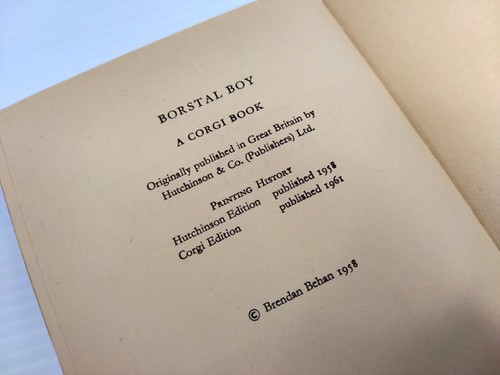 BORSTAL BOY
A CORGI BOOK
Originally published in Great Britain by
Hutchinson & Co. (Publishers) Ltd.
PRINTING HISTORY
Hutchinson Edition published 1958
Corgi Edition published 1961
© Brendan Behan 1958